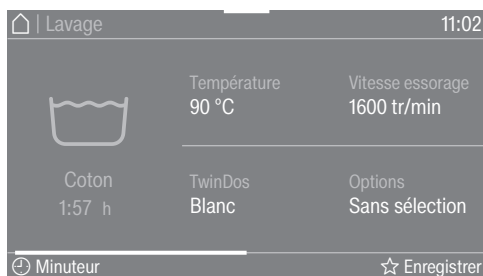 | Lavage 11:02
Température Vitesse essorage
90 °C 1600 tr/min
Coton
1:57 h
TwinDos Options
Blanc Sans sélection
Minuteur Enregistrer